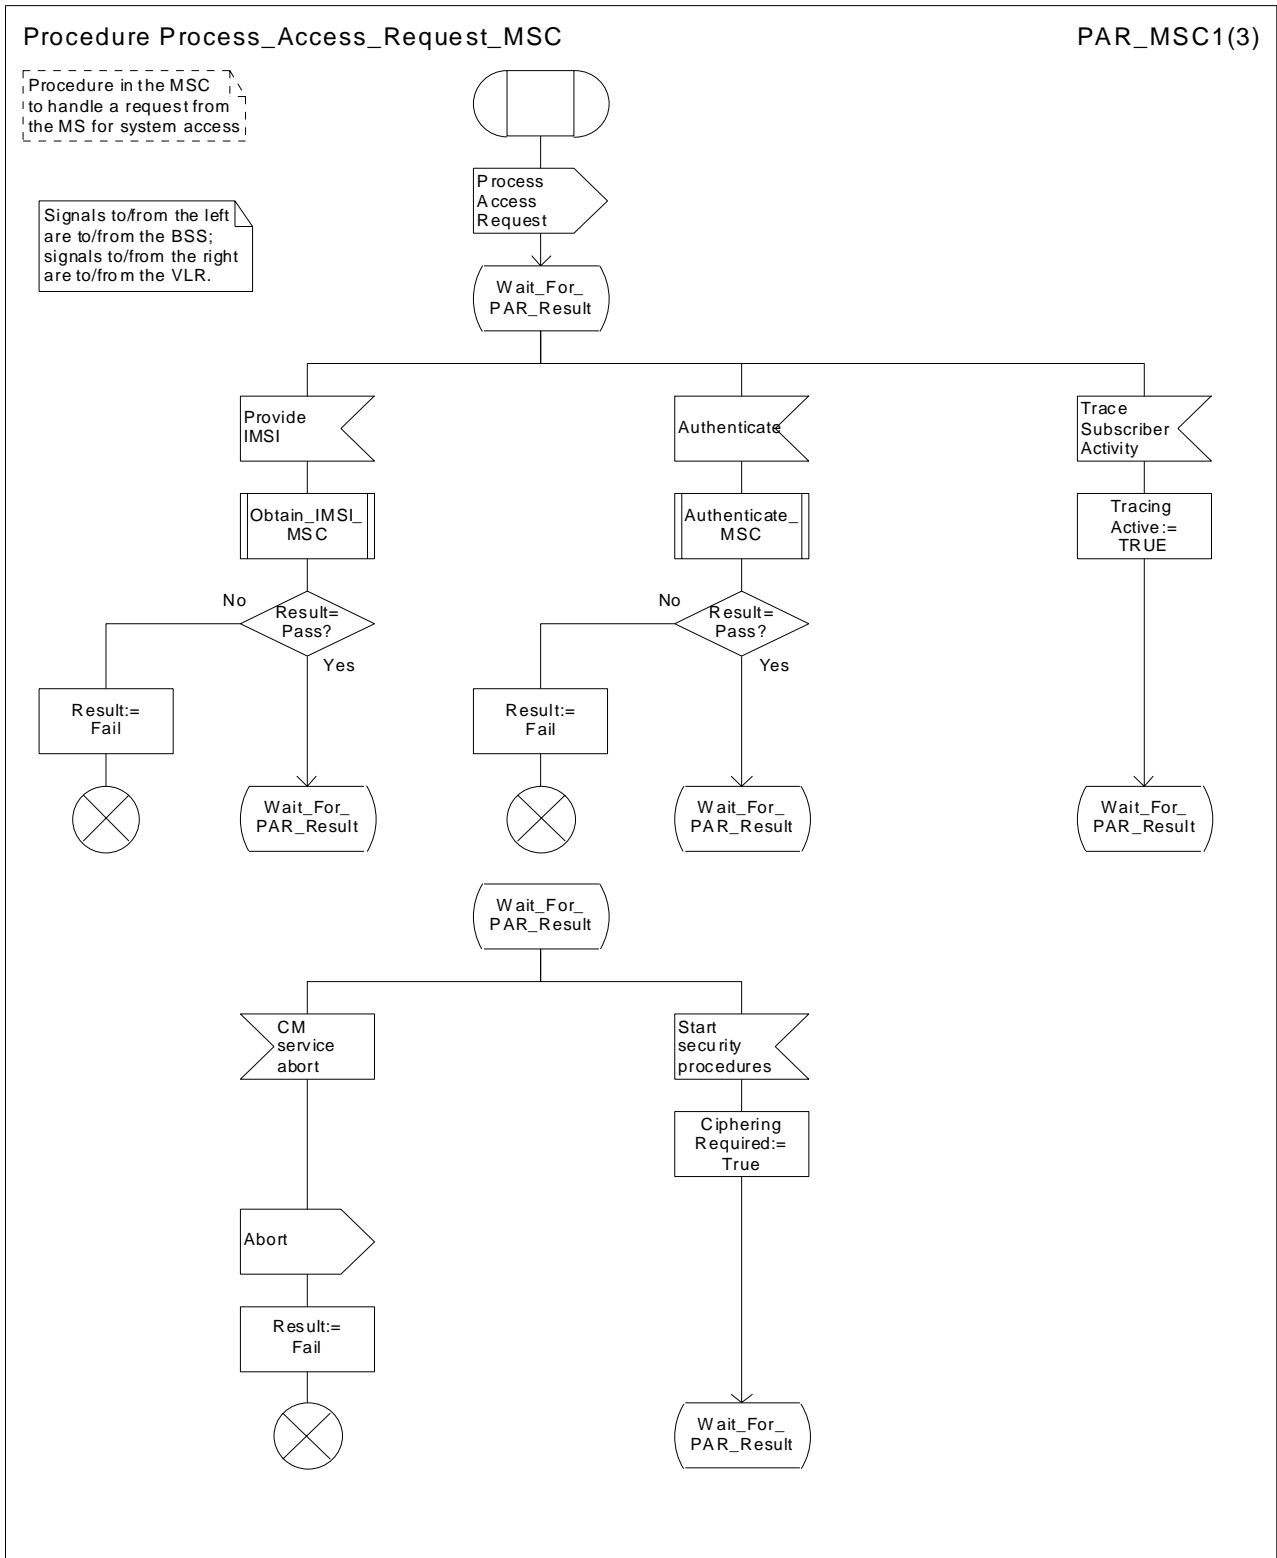 Procedure Process_Access_Request_MSC
PAR_MSC1(3)
Procedure in the MSC
to handle a request from
the MS for system access
Signals to/from the left
are to/from the BSS;
signals to/from the right
are to/from the VLR.
Process
Access
Request
Wait_For_
PAR_Result
Provide
IMSI
Authenticate
Trace
Subscriber
Activity
Obtain_IMSI_
MSC
Authenticate_
MSC
Tracing
Active:=
TRUE
No
Result=
Pass?
Yes
No
Result=
Pass?
Yes
Result:=
Fail
Result:=
Fail
Wait_For_
PAR_Result
Wait_For_
PAR_Result
Wait_For_
PAR_Result
Wait_For_
PAR_Result
CM
service
abort
Start
security
procedures
Ciphering
Required:=
True
Abort
Result:=
Fail
Wait_For_
PAR_Result